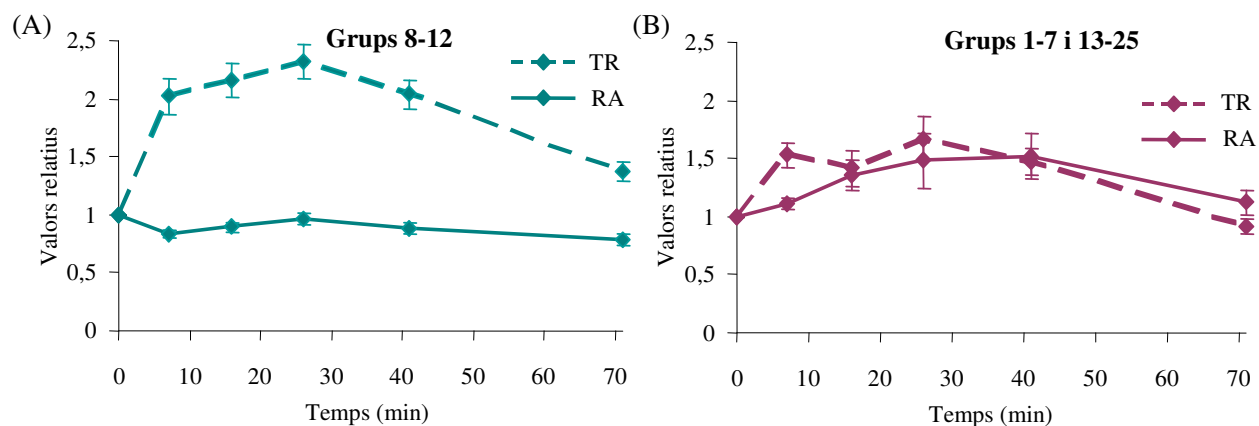 (A)
Grups 8-12
2,5
2
1,5
1
0,5
0
Valors relatius
TR
RA
0 10 20 30 40 50 60 70
Temps (min)
(B)
Grups 1-7 i 13-25
2,5
2
1,5
1
0,5
0
Valors relatius
TR
RA
0 10 20 30 40 50 60 70
Temps (min)